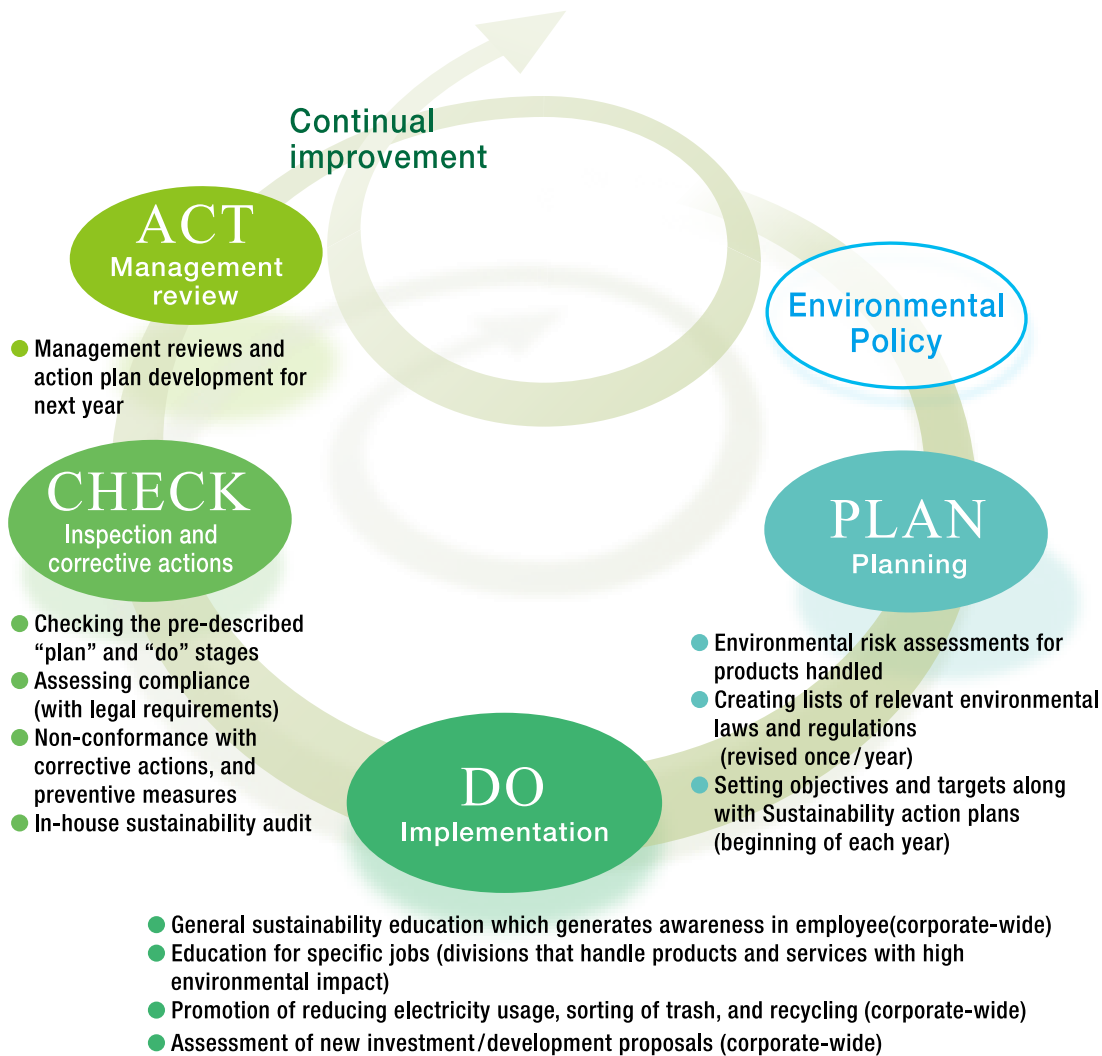 Continual
improvement
ACT
Management
review
● Management reviews and
action plan development for
next year
Environmental
Policy
CHECK
Inspection and
corrective actions
● Checking the pre-described
“plan” and “do” stages
● Assessing compliance
(with legal requirements)
● Non-conformance with
corrective actions, and
preventive measures
● In-house sustainability audit
PLAN
Planning
● Environmental risk assessments for
products handled
● Creating lists of relevant environmental
laws and regulations
(revised once/year)
● Setting objectives and targets along
with Sustainability action plans
(beginning of each year)
DO
Implementation
● General sustainability education which generates awareness in employee(corporate-wide)
● Education for specific jobs (divisions that handle products and services with high
environmental impact)
● Promotion of reducing electricity usage, sorting of trash, and recycling (corporate-wide)
● Assessment of new investment/development proposals (corporate-wide)